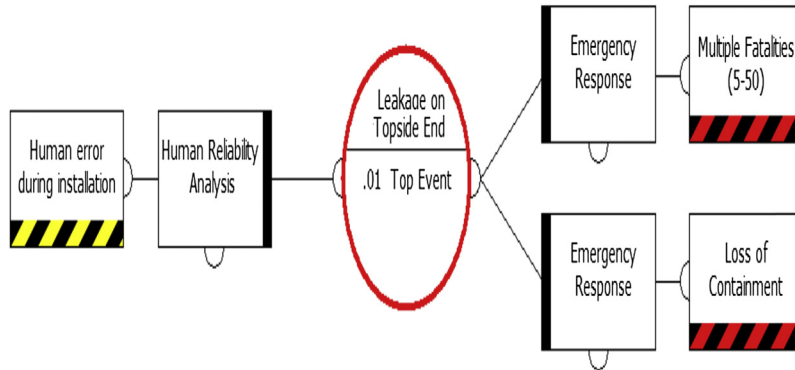 Human error
during installation
Human Reliability
Analysis
Leakage on
Topside End
.01 Top Event
Emergency
Response
Multiple Fatalities
(5-50)
Emergency
Response
Loss of
Containment